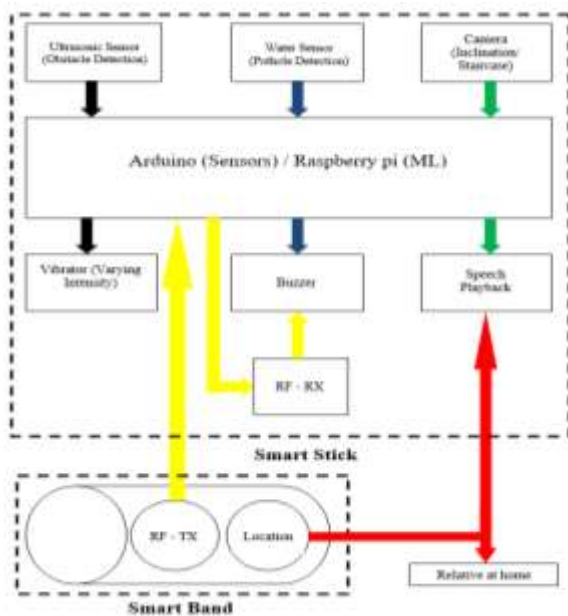 Ultrasonic Sensor
(Obstacle Detection)
Water Sensor
(Pothole Detection)
Camera
(Inclination/
Staircase)
Arduino (Sensors) / Raspberry pi (ML)
Vibrator (Varying
Intensity)
Buzzer
Speech
Playback
RF - RX
Smart Stick
RF - TX
Location
Relative at home
Smart Band